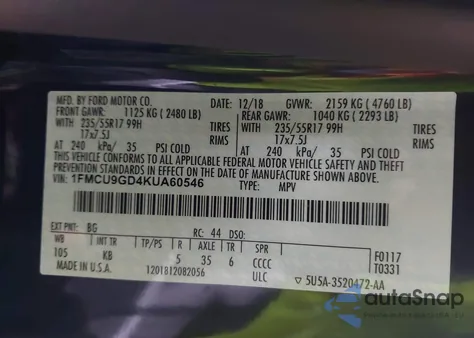 MFD. BY FORD MOTOR CO. 12/18 GVWR: 2159 KG ( 4760 LB)
FRONT GAWR: 1125 KG ( 2480 LB) REAR GAWR: 1040 KG ( 2293 LB)
WITH 235/55R17 99H TIRES WITH 235/55R17 99H TIRES
17x7.5J RIMS 17x7.5J RIMS
AT 240 kPa/ 35 PSI COLD AT 240 kPa/ 35 PSI COLD
THIS VEHICLE CONFORMS TO ALL APPLICABLE FEDERAL MOTOR VEHICLE SAFETY AND THEFT
PREVENTION STANDARDS IN EFFECT ON THE DATE OF MANUFACTURE SHOWN ABOVE.
VIN: 1FMCU9GD4KUA60546 TYPE: MPV
EXT PNT: BG RC: 44 DSO:
WB INT TR TP/PS R AXLE TR SPR F0117
105 KB 5 35 6 CCCC T0331
MADE IN U.S.A. 1201812082056 ULC ▽ 5U5A-3520472-AA
autoSnap